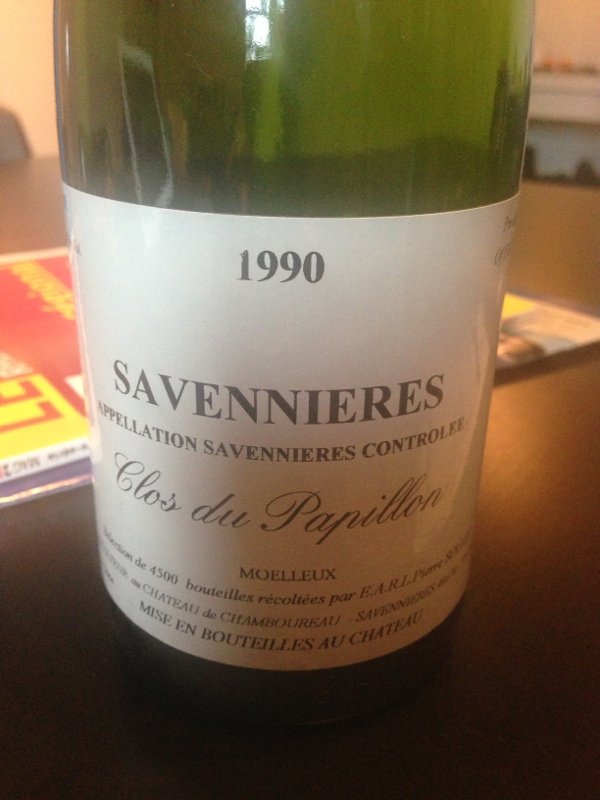 1990
SAVENNIERES
APPELLATION SAVENNIERES CONTROLEE
Clos du Papillon
MOELLEUX
Sélection de 4500 bouteilles récoltées par E.A.R.L. Pierre
au CHATEAU de CHAMBOUREAU - SAVENNIERES
MISE EN BOUTEILLES AU CHATEAU